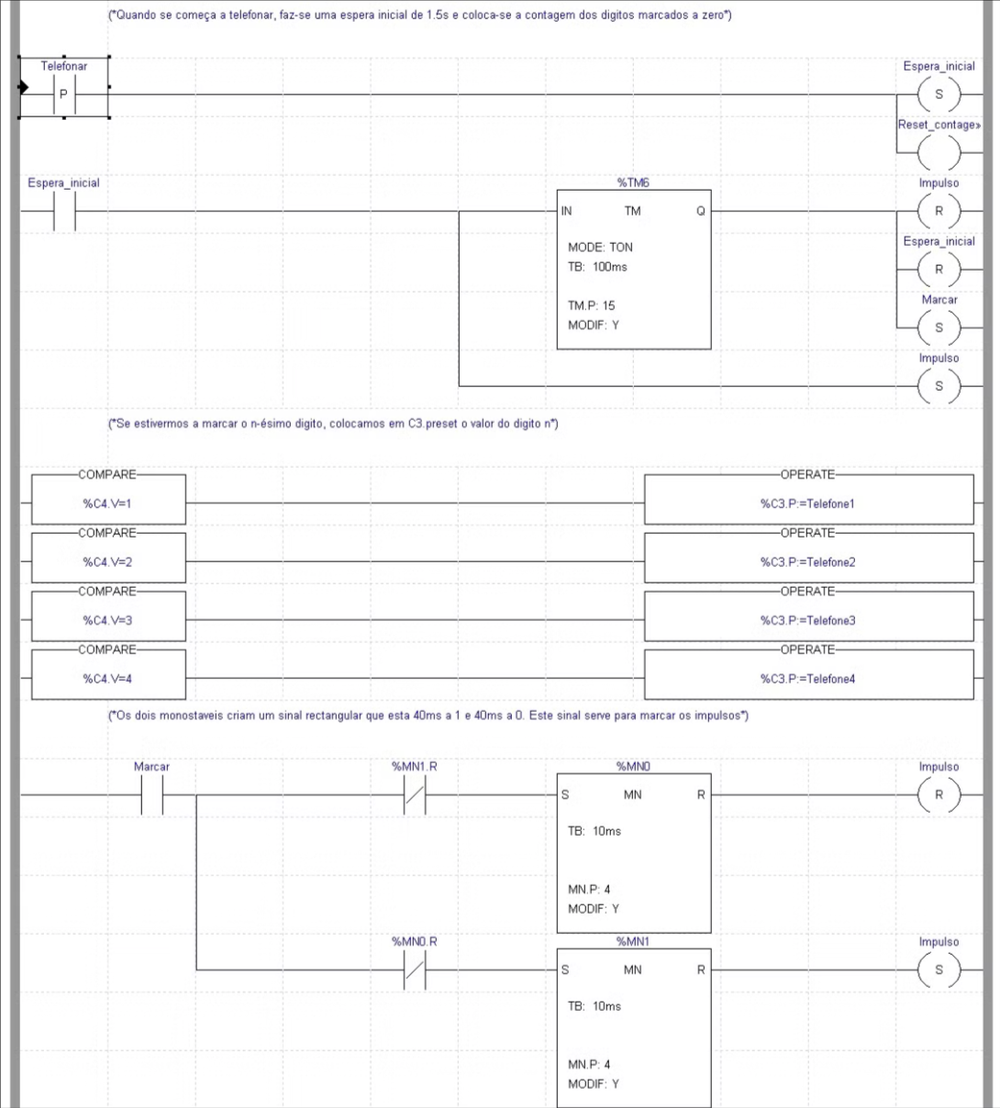 (*Quando se começa a telefonar, faz-se uma espera inicial de 1.5s e coloca-se a contagem dos digitos marcados a zero*)
Telefonar
Espera_inicial
P
S
Reset_contage»
Espera_inicial
%TM6
Impulso
IN TM Q
R
MODE: TON
Espera_inicial
TB: 100ms
R
TM.P: 15
Marcar
MODIF: Y
S
Impulso
S
(*Se estivermos a marcar o n-ésimo digito, colocamos em C3.preset o valor do digito n*)
COMPARE
OPERATE
%C4.V=1
%C3.P:=Telefone1
COMPARE
OPERATE
%C4.V=2
%C3.P:=Telefone2
COMPARE
OPERATE
%C4.V=3
%C3.P:=Telefone3
COMPARE
OPERATE
%C4.V=4
%C3.P:=Telefone4
(*Os dois monostaveis criam um sinal rectangular que esta 40ms a 1 e 40ms a 0. Este sinal serve para marcar os impulsos*)
Marcar
%MN1.R
%MN0
Impulso
S MN R
R
TB: 10ms
MN.P: 4
MODIF: Y
%MN0.R
%MN1
Impulso
S MN R
S
TB: 10ms
MN.P: 4
MODIF: Y